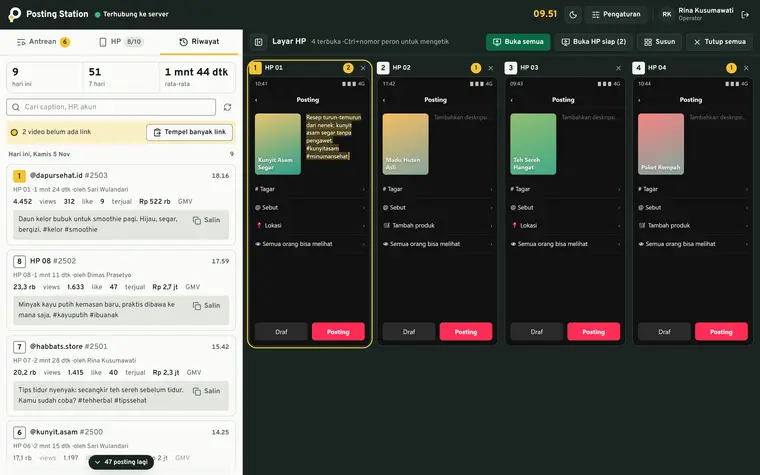 Posting Station
Terhubung ke server
09.51
Pengaturan
RK
Rina Kusumawati
Operator
Antrean 6
HP 8/10
Riwayat
9
hari ini
51
7 hari
1 mnt 44 dtk
rata-rata
Cari caption, HP, akun
2 video belum ada link
Tempel banyak link
Hari ini, Kamis 5 Nov
9
1 @dapursehat.id #2503 18.16
HP 01 ·1 mnt 24 dtk ·oleh Sari Wulandari
4.452 views 312 like 9 terjual Rp 522 rb GMV
Daun kelor bubuk untuk smoothie pagi. Hijau, segar,
bergizi. #kelor #smoothie
Salin
8 HP 08 #2502 17.59
HP 08 ·1 mnt 11 dtk ·oleh Dimas Prasetyo
23,3 rb views 1.633 like 47 terjual Rp 2,7 jt GMV
Minyak kayu putih kemasan baru, praktis dibawa ke
mana saja. #kayuputih #ibuanak
Salin
7 @habbats.store #2501 15.42
HP 07 ·2 mnt 28 dtk ·oleh Rina Kusumawati
20,2 rb views 1.415 like 40 terjual Rp 2,3 jt GMV
Tips tidur nyenyak: secangkir teh sereh sebelum tidur.
Kamu sudah coba? #tehherbal #tipssehat
Salin
6 @kunyit.asam #2500 14.25
HP 06 ·2 mnt 15 dtk ·oleh Sari Wulandari
17,1 rb views 1.197 2 jt GMV
47 posting lagi
Layar HP
4 terbuka ·Ctrl+nomor peron untuk mengetik
Buka semua
Buka HP siap (2)
Susun
Tutup semua
1 HP 01 2
10:41 4G
Posting
Kunyit Asam
Segar
Resep turun-temurun
dari nenek: kunyit
asam segar tanpa
pengawet.
#kunyitasam
#minumansehat
# Tagar
@ Sebut
Lokasi
Semua orang bisa melihat
Draf
Posting
2 HP 02 1
11:42 4G
Posting
Madu Hutan
Asli
Tambahkan deskripsi...
# Tagar
@ Sebut
Tambah produk
Semua orang bisa melihat
Draf
Posting
3 HP 03
09:43 4G
Posting
Teh Sereh
Hangat
Tambahkan deskripsi...
# Tagar
@ Sebut
Lokasi
Semua orang bisa melihat
Draf
Posting
4 HP 04 1
10:44 4G
Posting
Paket Rempah
Tambahkan deskripsi...
# Tagar
@ Sebut
Tambah produk
Semua orang bisa melihat
Draf
Posting